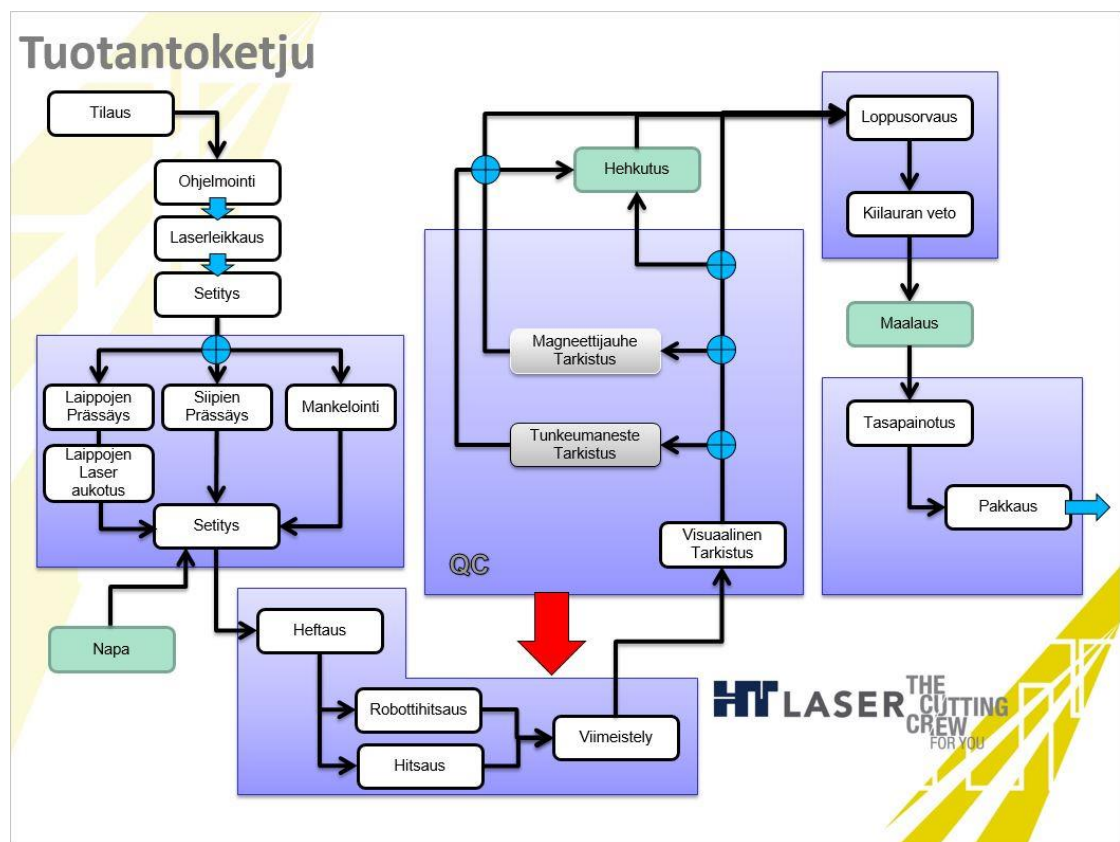 Tuotantoketju
Tilaus
Ohjelmointi
Laserleikkaus
Setitys
Laippojen
Prässäys
Siipien
Prässäys
Mankelointi
Laippojen
Laser
aukotus
Setitys
Napa
Heftaus
Robottihitsaus
Hitsaus
Viimeistely
Hehkutus
Magneettijauhe
Tarkistus
Tunkeumaneste
Tarkistus
Visuaalinen
Tarkistus
QC
Loppusorvaus
Kiilauran veto
Maalaus
Tasapainotus
Pakkaus
HT LASER
THE
CUTTING
CREW
FOR YOU